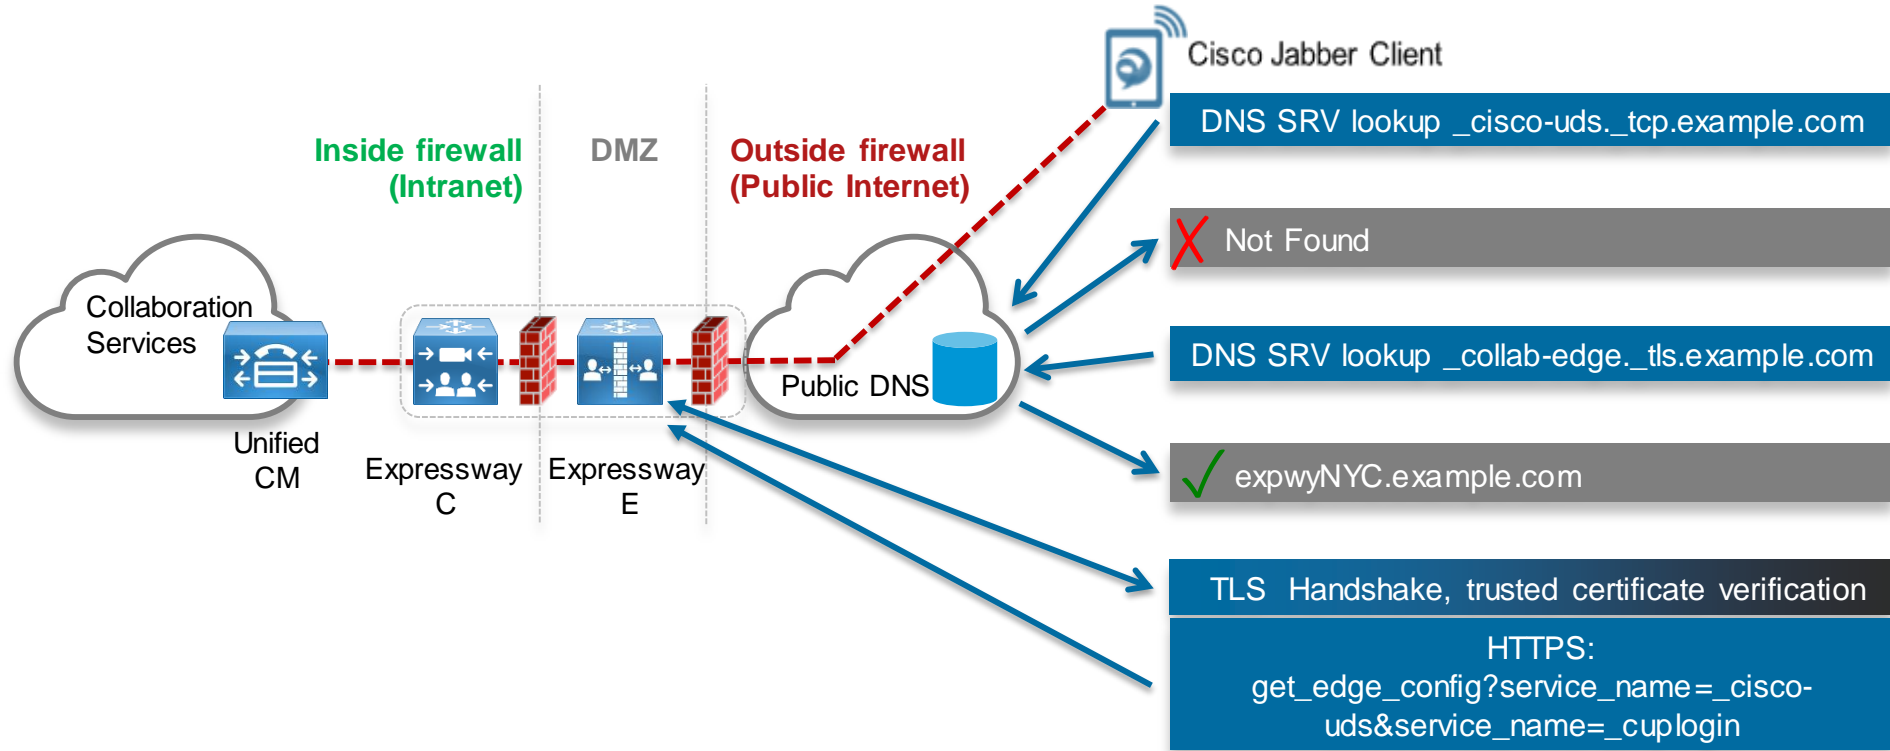 Cisco Jabber Client
DNS SRV lookup _cisco-uds._tcp.example.com
Inside firewall
(Intranet)
DMZ
Outside firewall
(Public Internet)
Not Found
Collaboration
Services
DNS SRV lookup _collab-edge._tls.example.com
Public DNS
Unified
CM
Expressway
C
Expressway
E
expwyNYC.example.com
TLS Handshake, trusted certificate verification
HTTPS:
get_edge_config?service_name=_cisco-
uds&service_name=_cuplogin